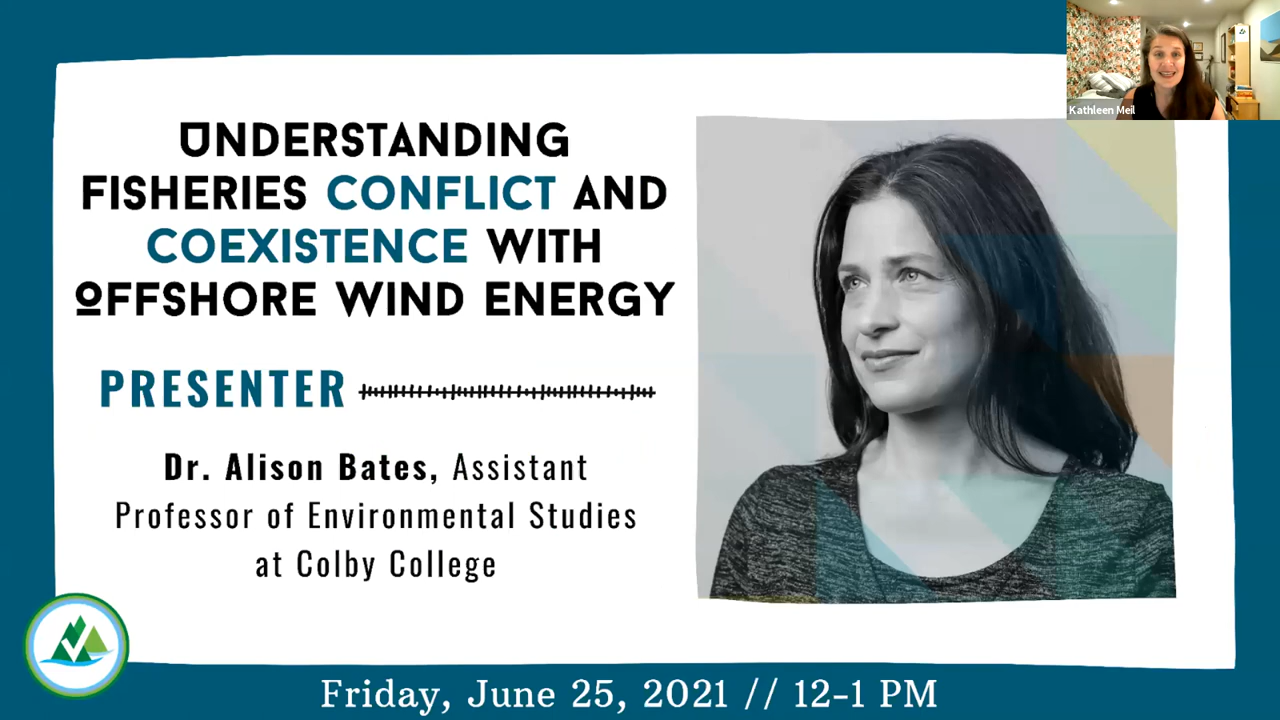 UNDERSTANDING
FISHERIES CONFLICT AND
COEXISTENCE WITH
OFFSHORE WIND ENERGY
PRESENTER
Dr. Alison Bates, Assistant
Professor of Environmental Studies
at Colby College
Friday, June 25, 2021 // 12-1 PM
Kathleen Meil